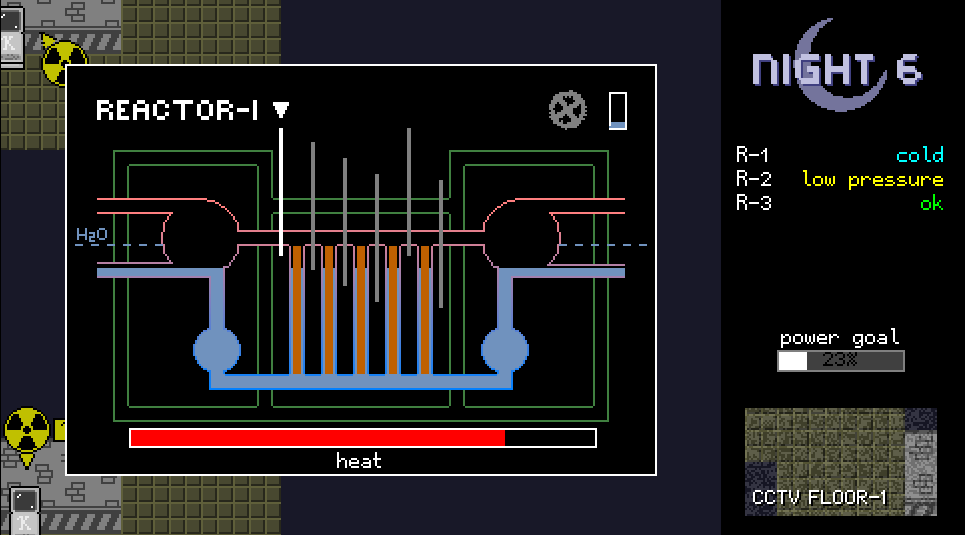 K
REACTOR-1
H2O
heat
K
NIGHT 6
R-1 cold
R-2 low pressure
R-3 ok
power goal
23%
CCTV FLOOR-1